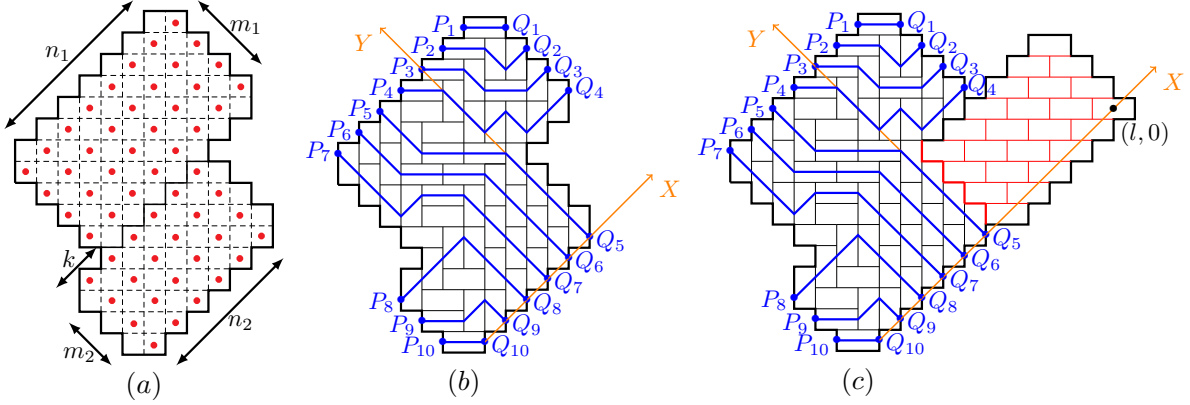 n₁
m₁
k
m₂
n₂
(a)
Y
X
P₁ Q₁
P₂ Q₂
P₃ Q₃
P₄ Q₄
P₅
P₆
P₇
Q₅
Q₆
Q₇
P₈ Q₈
P₉ Q₉
P₁₀ Q₁₀
(b)
Y
X
P₁ Q₁
P₂ Q₂
P₃ Q₃
P₄ Q₄
P₅
(l, 0)
P₆
P₇
Q₅
Q₆
Q₇
P₈ Q₈
P₉ Q₉
P₁₀ Q₁₀
(c)